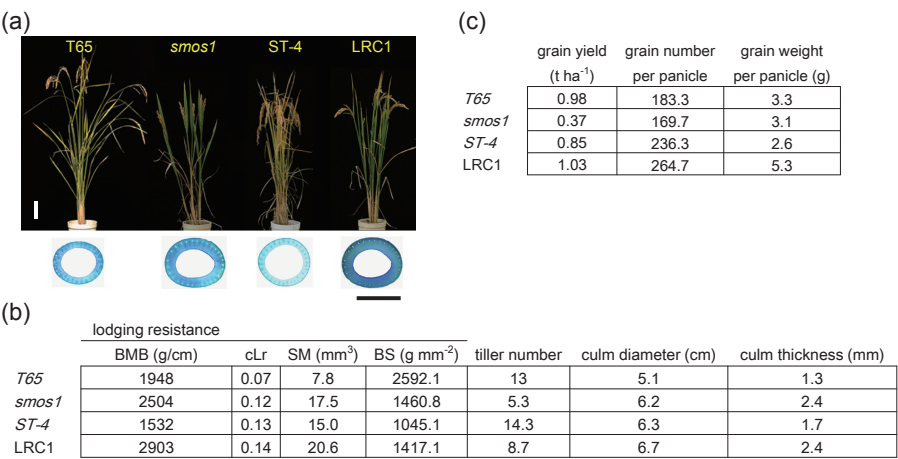 (a)
T65 smos1 ST-4 LRC1
(c)
grain yield grain number grain weight
(t ha⁻¹) per panicle per panicle (g)
T65 0.98 183.3 3.3
smos1 0.37 169.7 3.1
ST-4 0.85 236.3 2.6
LRC1 1.03 264.7 5.3
(b)
lodging resistance
BMB (g/cm) cLr SM (mm³) BS (g mm⁻²) tiller number culm diameter (cm) culm thickness (mm)
T65 1948 0.07 7.8 2592.1 13 5.1 1.3
smos1 2504 0.12 17.5 1460.8 5.3 6.2 2.4
ST-4 1532 0.13 15.0 1045.1 14.3 6.3 1.7
LRC1 2903 0.14 20.6 1417.1 8.7 6.7 2.4